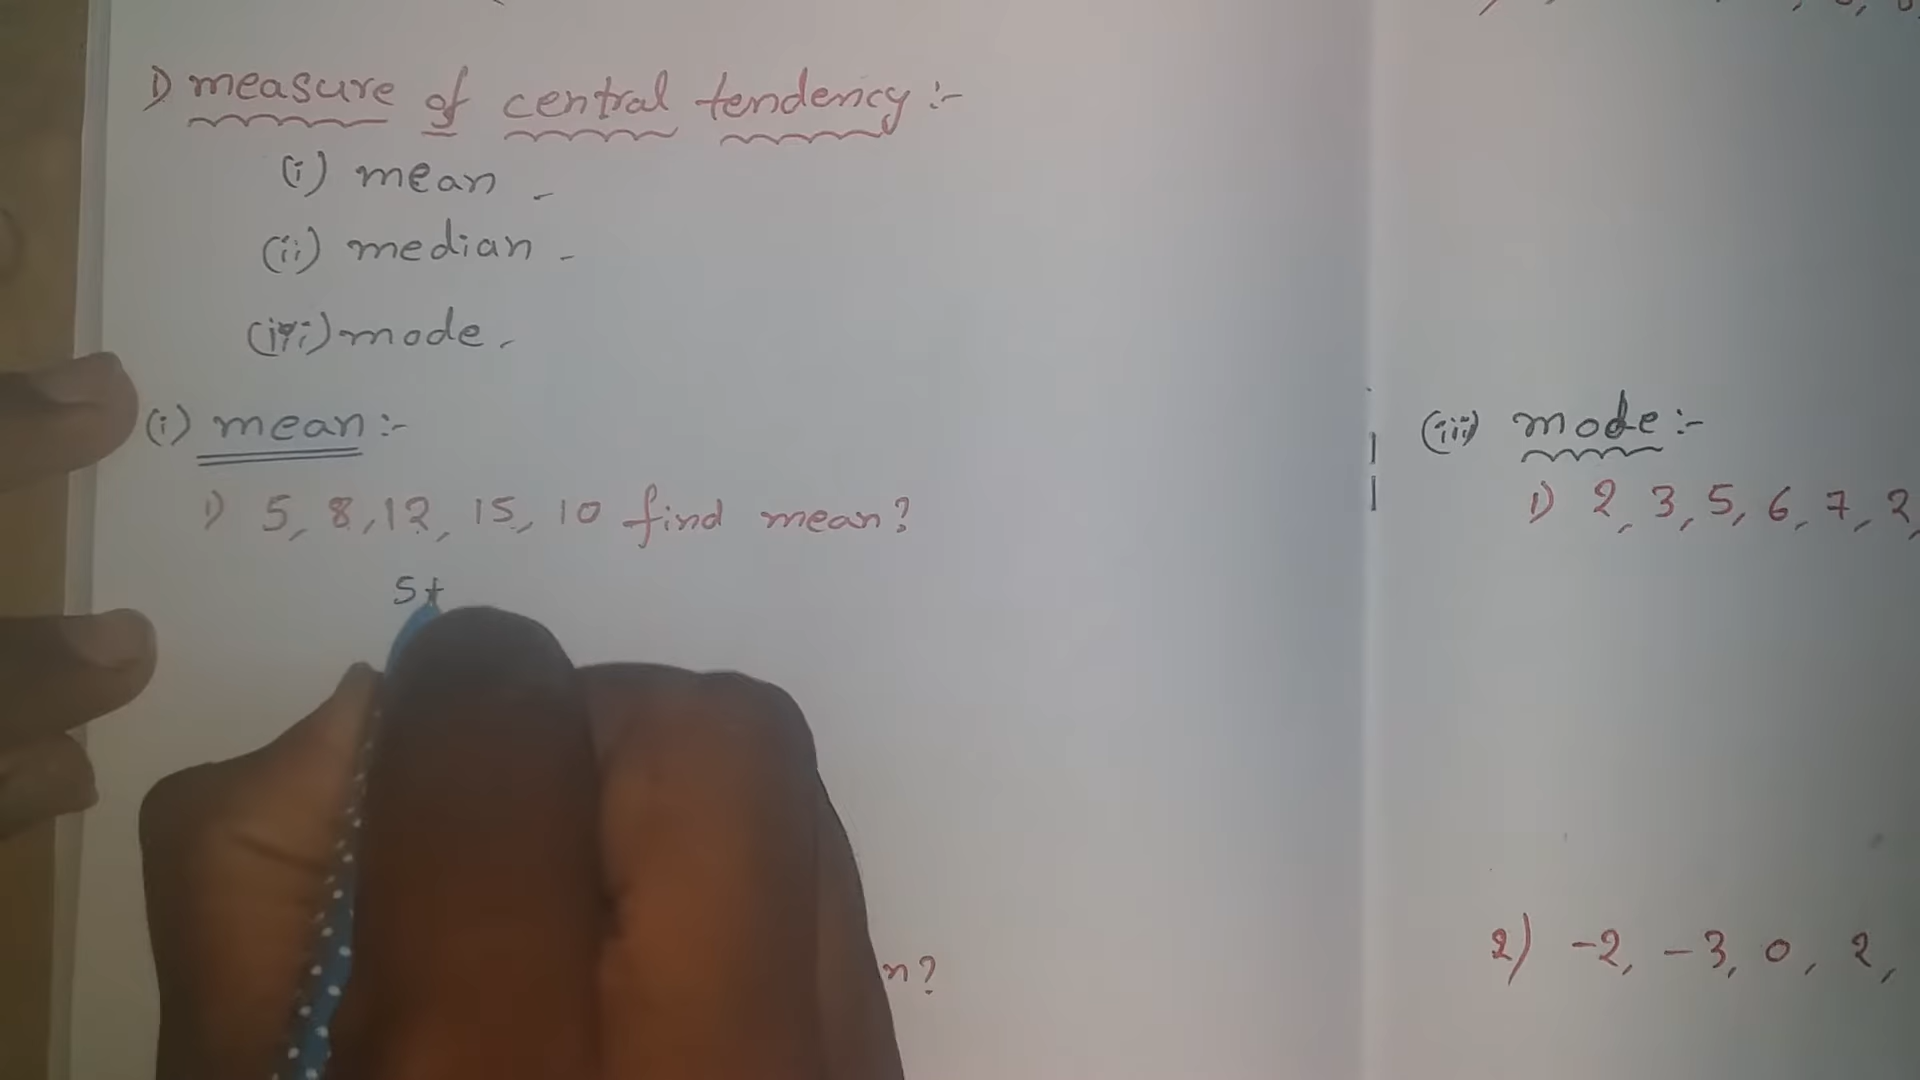 1) measure of central tendency :-
(i) mean -
(ii) median -
(iii) mode.
(i) mean :-
1) 5, 8, 12, 15, 10 find mean?
5 +
n?
(iii) mode :-
1) 2, 3, 5, 6, 7, 2,
2) -2, -3, 0, 2,